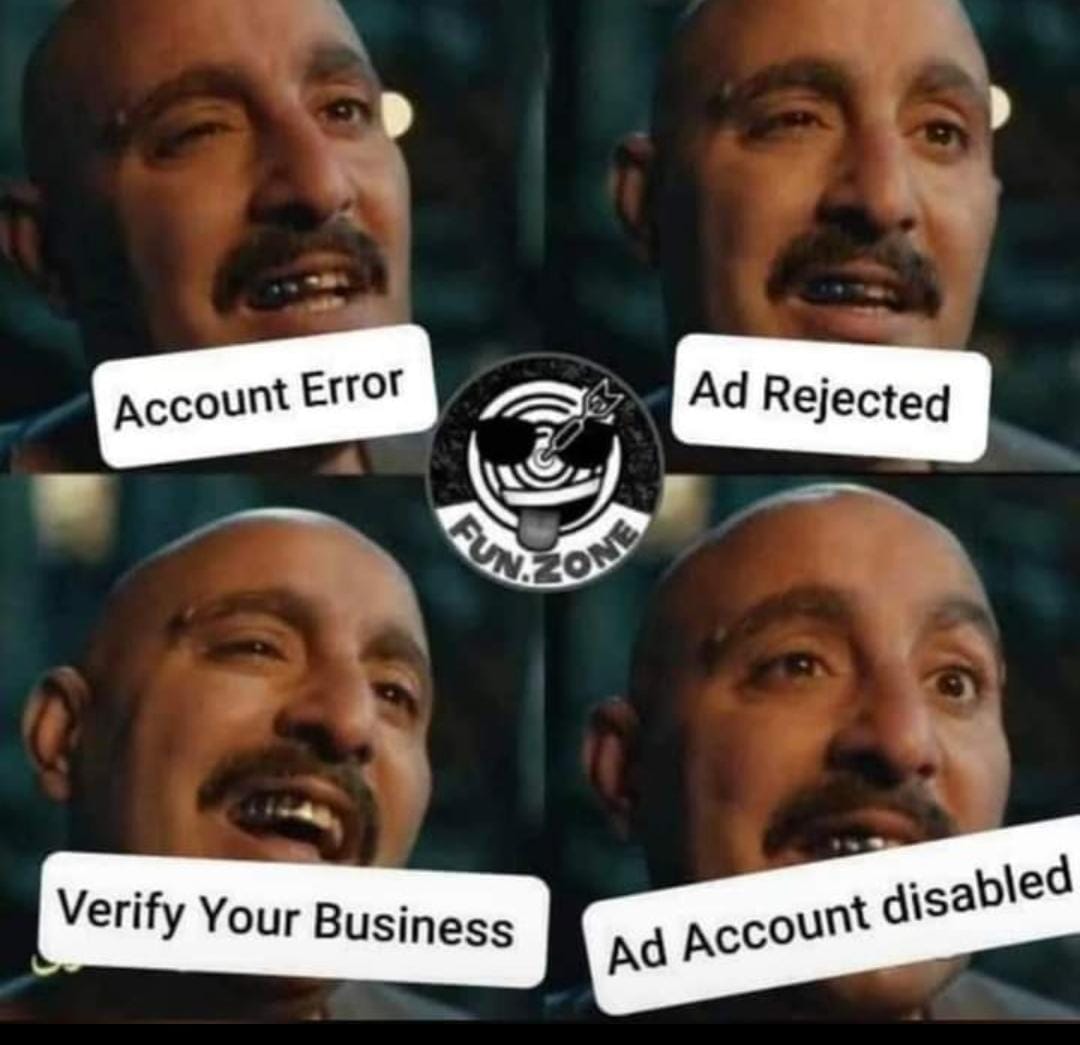 Account Error
Ad Rejected
FUN.ZONE
Verify Your Business
Ad Account disabled